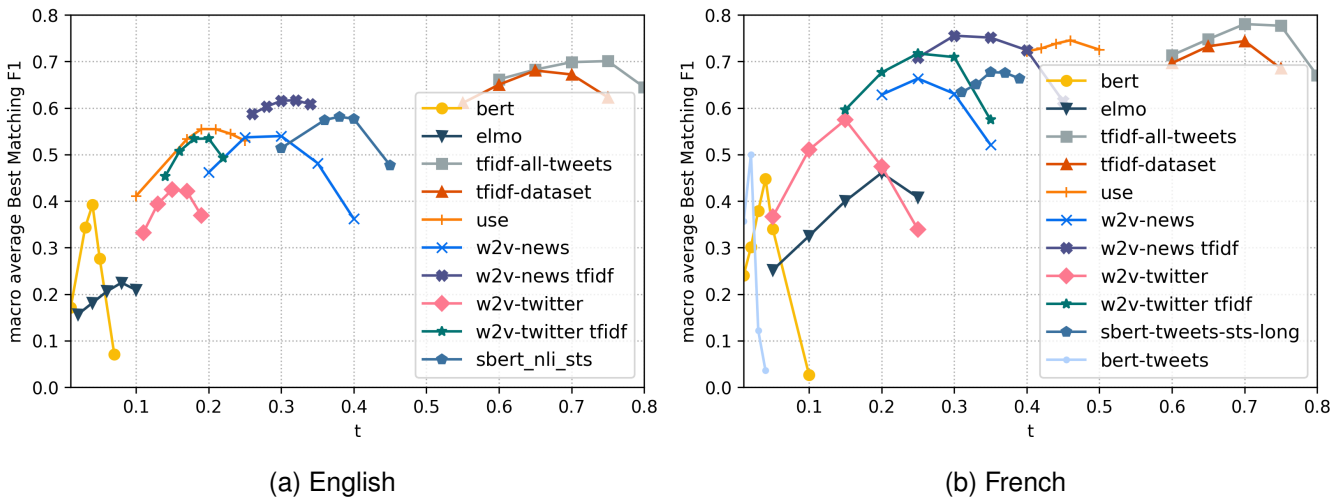 macro average Best Matching F1
0.8
0.7
0.6
0.5
0.4
0.3
0.2
0.1
0.0
0.1 0.2 0.3 0.4 0.5 0.6 0.7 0.8
t
bert
elmo
tfidf-all-tweets
tfidf-dataset
use
w2v-news
w2v-news tfidf
w2v-twitter
w2v-twitter tfidf
sbert_nli_sts
(a) English
macro average Best Matching F1
0.8
0.7
0.6
0.5
0.4
0.3
0.2
0.1
0.0
0.1 0.2 0.3 0.4 0.5 0.6 0.7 0.8
t
bert
elmo
tfidf-all-tweets
tfidf-dataset
use
w2v-news
w2v-news tfidf
w2v-twitter
w2v-twitter tfidf
sbert-tweets-sts-long
bert-tweets
(b) French